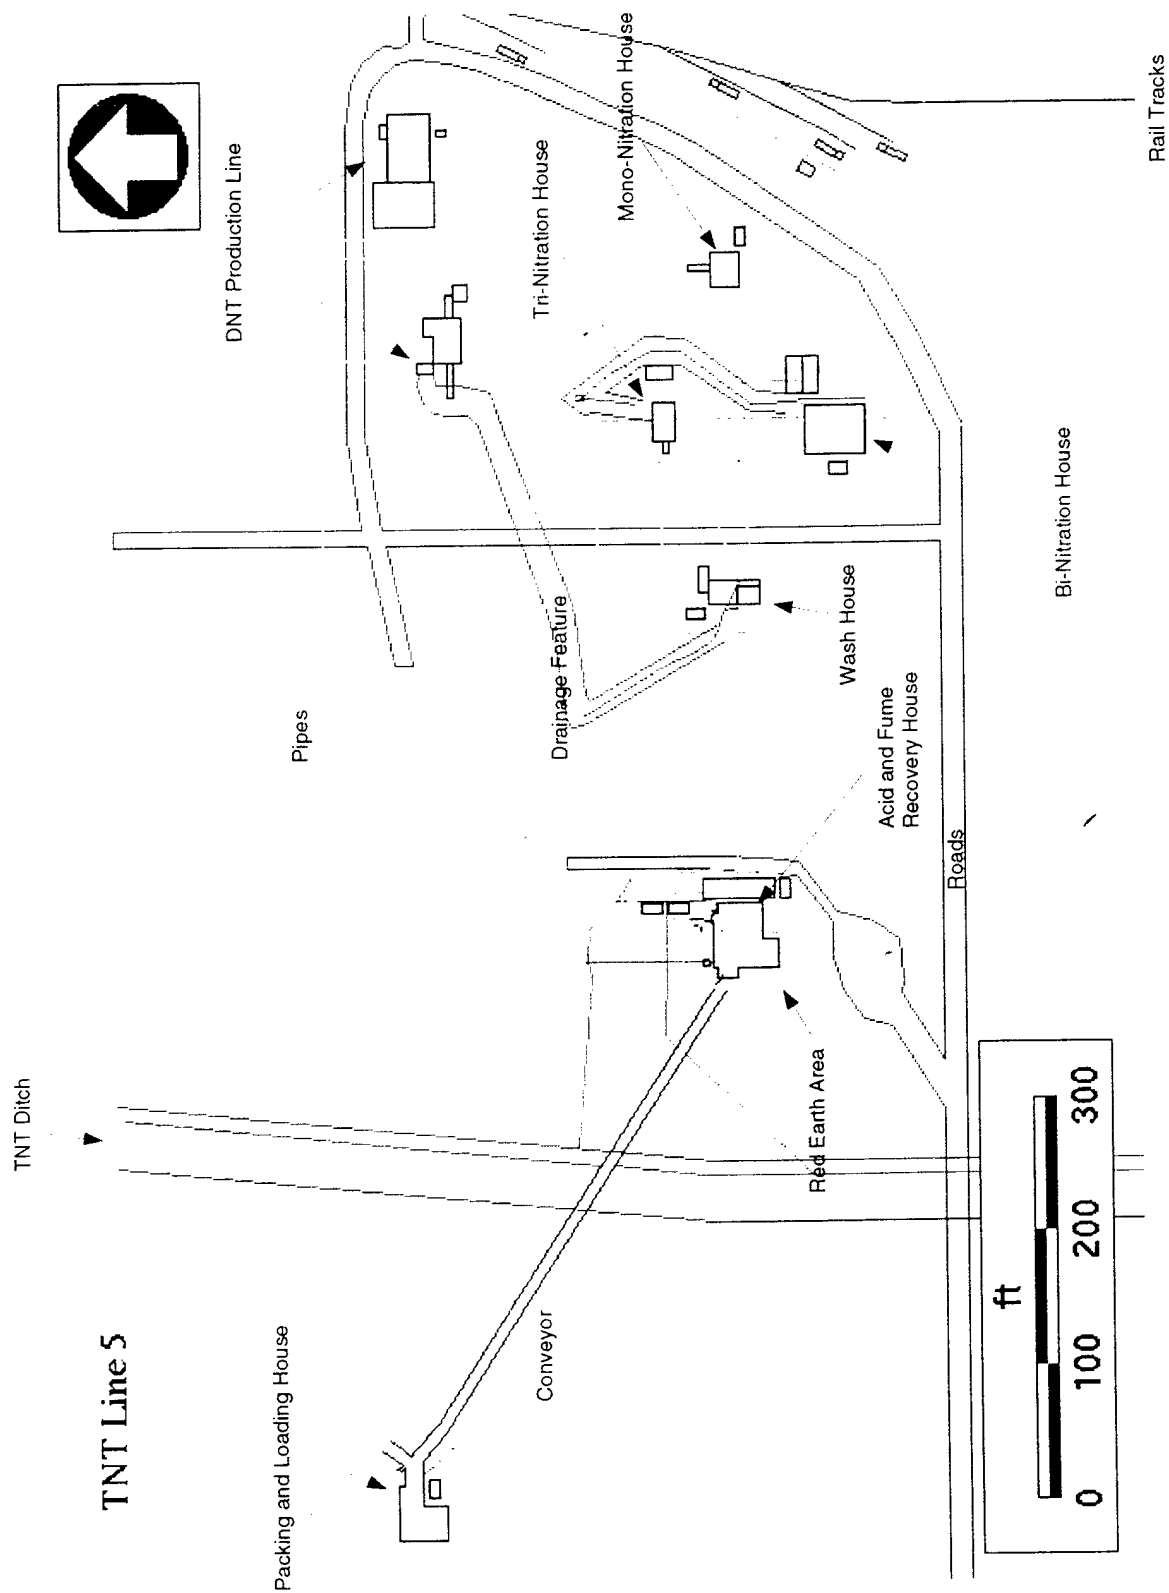 TNT Line 5
TNT Ditch
Packing and Loading House
Conveyor
Pipes
Drainage Feature
DNT Production Line
Tri-Nitration House
Mono-Nitration House
Wash House
Acid and Fume
Recovery House
Red Earth Area
Roads
Bi-Nitration House
Rail Tracks
ft
0 100 200 300